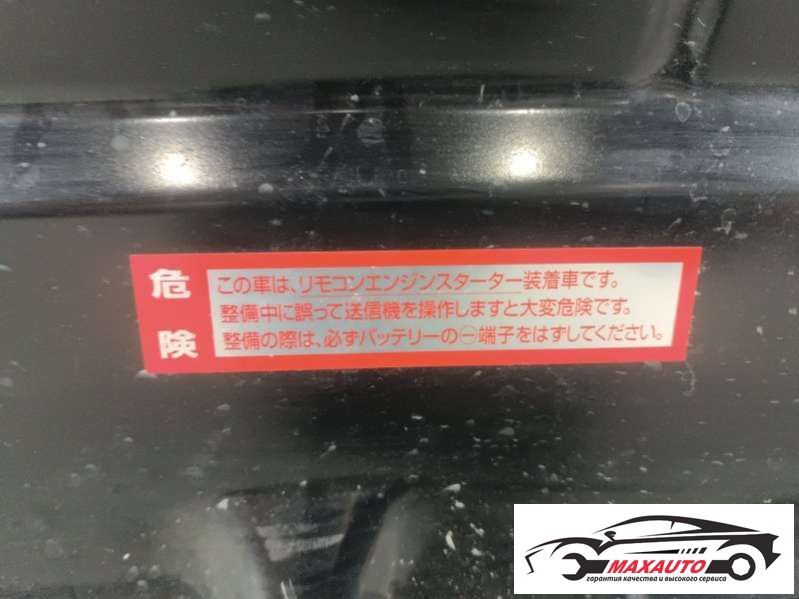 危険
この車は、リモコンエンジンスターター装着車です。
整備中に誤って送信機を操作しますと大変危険です。
整備の際は、必ずバッテリーの㊀端子をはずしてください。
MAXAUTO
гарантия качества и высокого сервиса